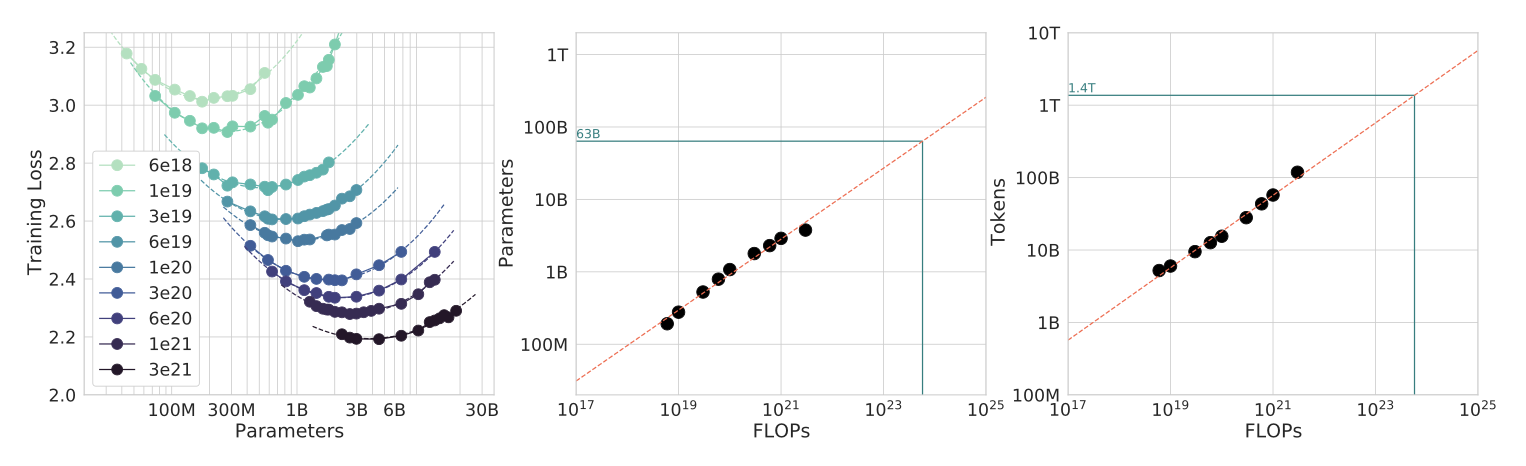 Training Loss
3.2
3.0
2.8
2.6
2.4
2.2
2.0
6e18
1e19
3e19
6e19
1e20
3e20
6e20
1e21
3e21
100M 300M 1B 3B 6B 30B
Parameters
Parameters
1T
100B
10B
1B
100M
63B
10^17 10^19 10^21 10^23 10^25
FLOPs
Tokens
10T
1T
100B
10B
1B
100M
1.4T
10^17 10^19 10^21 10^23 10^25
FLOPs